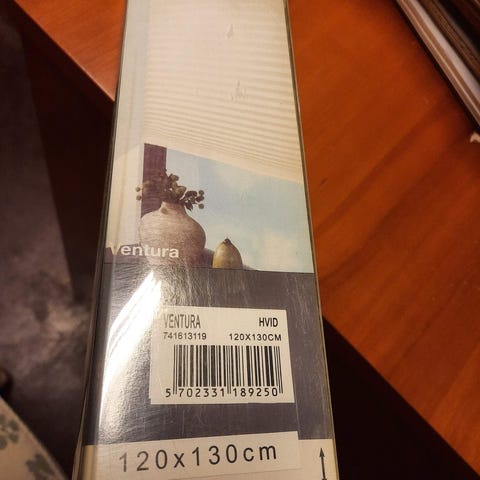 Ventura
VENTURA HVID
741613119 120X130CM
5 702331 189250
120x130cm